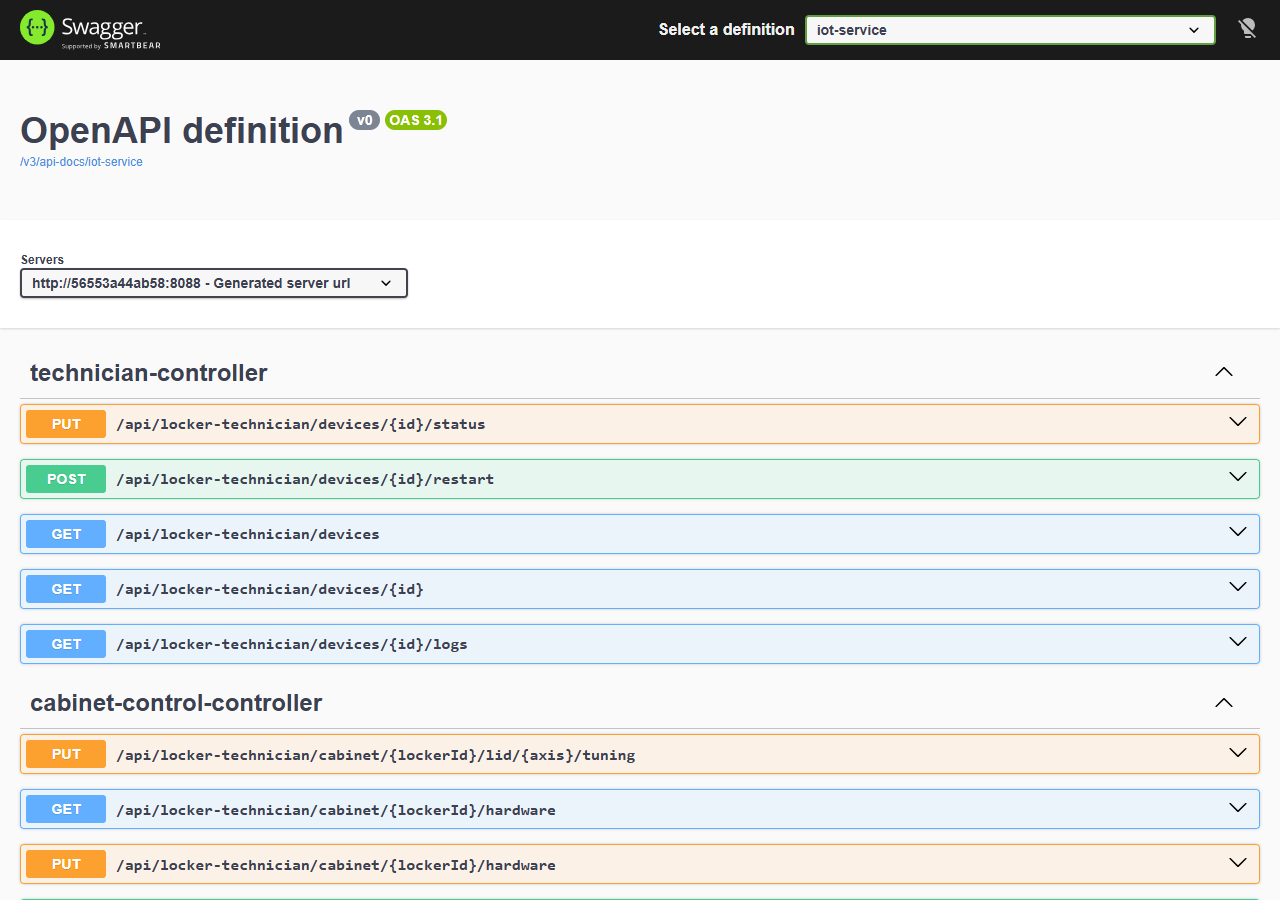 Swagger
Supported by SMARTBEAR
Select a definition
iot-service
OpenAPI definition v0 OAS 3.1
/v3/api-docs/iot-service
Servers
http://56553a44ab58:8088 - Generated server url
technician-controller
PUT /api/locker-technician/devices/{id}/status
POST /api/locker-technician/devices/{id}/restart
GET /api/locker-technician/devices
GET /api/locker-technician/devices/{id}
GET /api/locker-technician/devices/{id}/logs
cabinet-control-controller
PUT /api/locker-technician/cabinet/{lockerId}/lid/{axis}/tuning
GET /api/locker-technician/cabinet/{lockerId}/hardware
PUT /api/locker-technician/cabinet/{lockerId}/hardware